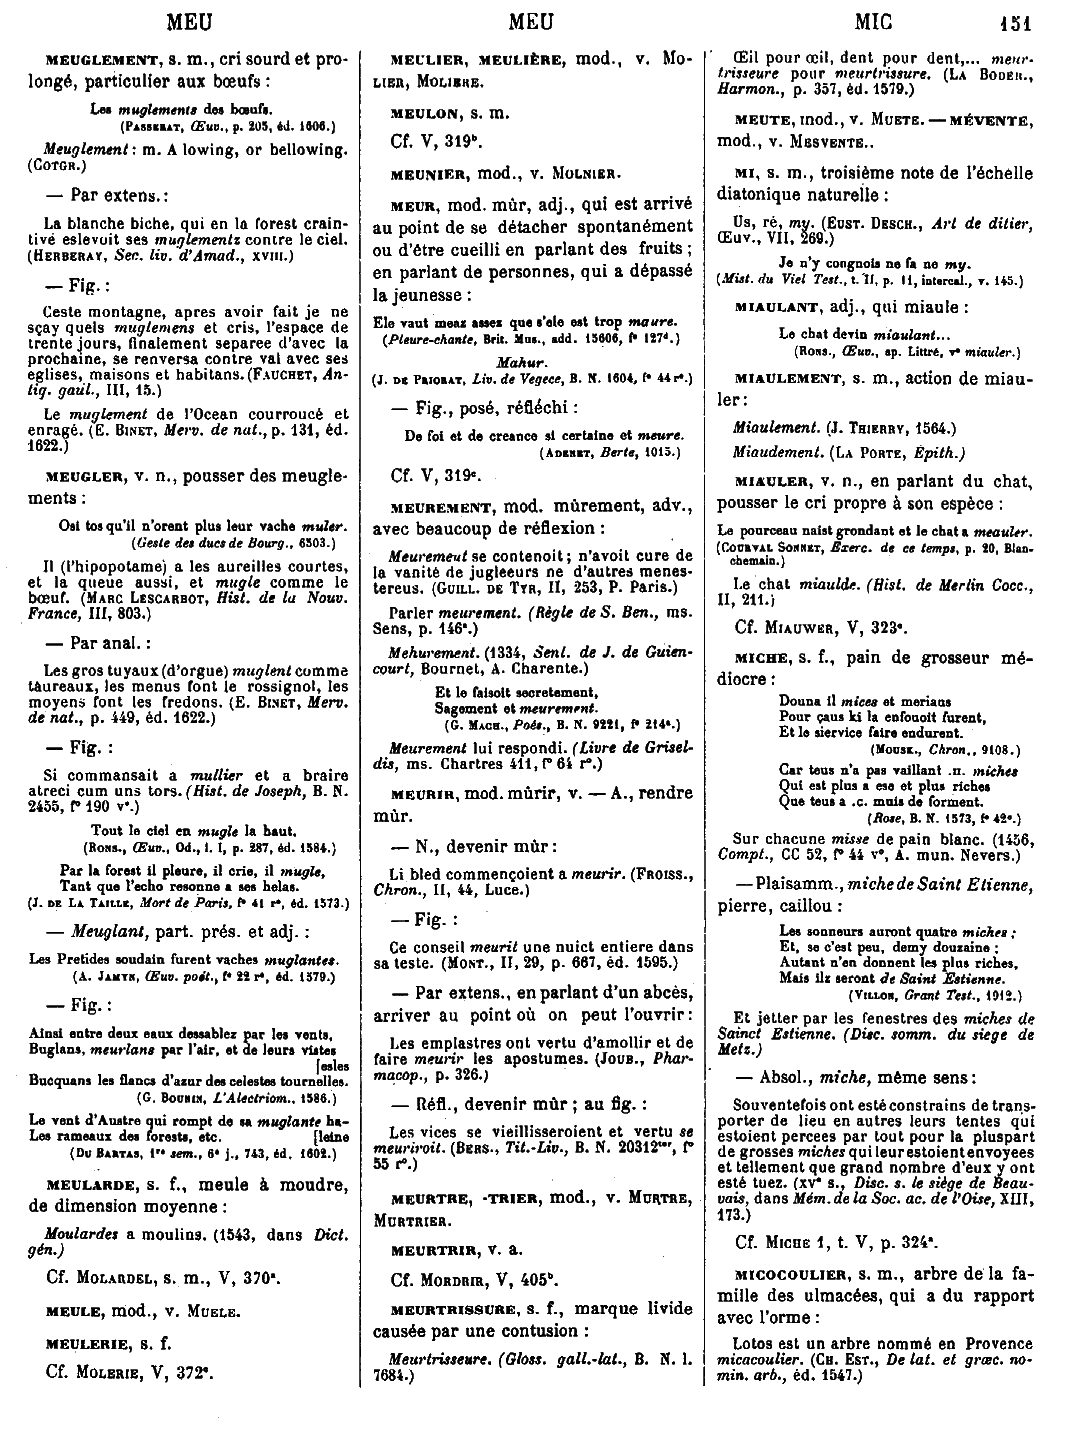 MEU MEU MIC 151
MEUGLEMENT, s. m., cri sourd et pro-
longé, particulier aux bœufs :
Les muglements des bœufs.
(PASSERAT, Œuv., p. 205, éd. 1606.)
Meuglement : m. A lowing, or bellowing.
(COTGR.)
— Par extens. :
La blanche biche, qui en la forest crain-
tivé eslevoit ses muglementz contre le ciel.
(HERBERAY, Sec. liv. d'Amad., XVIII.)
— Fig. :
Ceste montagne, apres avoir fait je ne
sçay quels muglemens et cris, l'espace de
trente jours, finalement separee d'avec la
prochaine, se renversa contre val avec ses
eglises, maisons et habitans. (FAUCHET, An-
tiq. gaul., III, 15.)
Le muglement de l'Ocean courroucé et
enragé. (E. BINET, Merv. de nat., p. 131, éd.
1622.)
MEUGLER, v. n., pousser des meugle-
ments :
Osi tos qu'il n'orent plus leur vache muler.
(Geste des ducs de Bourg., 6503.)
Il (l'hipopotame) a les aureilles courtes,
et la queue aussi, et mugle comme le
bœuf. (MARC LESCARBOT, Hist. de la Nouv.
France, III, 803.)
— Par anal. :
Les gros tuyaux (d'orgue) muglent comme
taureaux, les menus font le rossignol, les
moyens font les fredons. (E. BINET, Merv.
de nat., p. 449, éd. 1622.)
— Fig. :
Si commansait a mullier et a braire
atreci cum uns tors. (Hist. de Joseph, B. N.
2455, f° 190 v°.)
Tout le ciel en mugle la haut.
(RONS., Œuv., Od., l. I, p. 287, éd. 1584.)
Par la forest il pleure, il crie, il mugle,
Tant que l'echo resonne a ses helas.
(J. DE LA TAILLE, Mort de Paris, f° 41 r°, éd. 1573.)
— Meuglant, part. prés. et adj. :
Les Pretides soudain furent vaches muglantes.
(A. JAMYN, Œuv. poét., f° 22 r°, éd. 1579.)
— Fig. :
Ainsi entre deux eaux dessablez par les vents,
Buglans, meurlans par l'air, et de leurs vistes
[esles
Bucquans les flancs d'azur des celestes tournelles.
(G. BOUNIN, L'Alectriom., 1586.)
Le vent d'Austre qui rompt de sa muglante ha-
Les rameaux des forests, etc. [leine
(DU BARTAS, 1re sem., 6e j., 743, éd. 1602.)
MEULARDE, s. f., meule à moudre,
de dimension moyenne :
Moulardes a moulins. (1543, dans Dict.
gén.)
Cf. MOLARDEL, s. m., V, 370a.
MEULE, mod., v. MUELE.
MEULERIE, s. f.
Cf. MOLERIE, V, 372a.
MEULIER, MEULIÈRE, mod., v. MO-
LIER, MOLIERE.
MEULON, s. m.
Cf. V, 319b.
MEUNIER, mod., v. MOLNIER.
MEUR, mod. mûr, adj., qui est arrivé
au point de se détacher spontanément
ou d'être cueilli en parlant des fruits ;
en parlant de personnes, qui a dépassé
la jeunesse :
Ele vaut meaz assez que s'ele est trop maure.
(Pleure-chante, Brit. Mus., add. 15606, f° 127d.)
Mahur.
(J. DE PRIORAT, Liv. de Vegece, B. N. 1604, f° 44 r°.)
— Fig., posé, réfléchi :
De foi et de creance si certaine et meure.
(ADENET, Berte, 1015.)
Cf. V, 319c.
MEUREMENT, mod. mûrement, adv.,
avec beaucoup de réflexion :
Meurement se contenoit ; n'avoit cure de
la vanité de jugleeurs ne d'autres menes-
tereus. (GUILL. DE TYR, II, 253, P. Paris.)
Parler meurement. (Règle de S. Ben., ms.
Sens, p. 146a.)
Mehurement. (1334, Sent. de J. de Guien-
court, Bournet, A. Charente.)
Et le faisoit secretement,
Sagement et meurement.
(G. MACH., Poés., B. N. 9221, f° 214a.)
Meurement lui respondi. (Livre de Grisel-
dis, ms. Chartres 411, f° 64 r°.)
MEURIR, mod. mûrir, v. — A., rendre
mûr.
— N., devenir mûr :
Li bled commençoient a meurir. (FROISS.,
Chron., II, 44, Luce.)
— Fig. :
Ce conseil meurit une nuict entiere dans
sa teste. (MONT., II, 29, p. 667, éd. 1595.)
— Par extens., en parlant d'un abcès,
arriver au point où on peut l'ouvrir :
Les emplastres ont vertu d'amollir et de
faire meurir les apostumes. (JOUB., Phar-
macop., p. 326.)
— Réfl., devenir mûr ; au fig. :
Les vices se vieillisseroient et vertu se
meuriroit. (BERS., Tit.-Liv., B. N. 20312ter, f°
55 r°.)
MEURTRE, -TRIER, mod., v. MURTRE,
MURTRIER.
MEURTRIR, v. a.
Cf. MORDRIR, V, 405b.
MEURTRISSURE, s. f., marque livide
causée par une contusion :
Meurtrisseure. (Gloss. gall.-lat., B. N. l.
7684.)
Œil pour œil, dent pour dent,... meur-
trisseure pour meurtrissure. (LA BODER.,
Harmon., p. 357, éd. 1579.)
MEUTE, mod., v. MUETE. — MÉVENTE,
mod., v. MESVENTE..
MI, s. m., troisième note de l'échelle
diatonique naturelle :
Us, ré, my. (EUST. DESCH., Art de ditier,
Œuv., VII, 269.)
Je n'y congnois ne fa ne my.
(Mist. du Viel Test., t. II, p. 11, intercal., v. 145.)
MIAULANT, adj., qui miaule :
Le chat devin miaulant...
(RONS., Œuv., ap. Littré, v° miauler.)
MIAULEMENT, s. m., action de miau-
ler :
Miaulement. (J. THIERRY, 1564.)
Miaudement. (LA PORTE, Épith.)
MIAULER, v. n., en parlant du chat,
pousser le cri propre à son espèce :
Le pourceau naist grondant et le chat a meauler.
(COURVAL SONNET, Exerc. de ce temps, p. 20, Blan-
chemain.)
Le chat miaulde. (Hist. de Merlin Cocc.,
II, 211.)
Cf. MIAUWER, V, 323a.
MICHE, s. f., pain de grosseur mé-
diocre :
Douna il mices et meriaus
Pour çaus ki la enfouoit furent,
Et le siervice faire endurent.
(MOUSK., Chron., 9108.)
Car teus n'a pas vaillant .II. miches
Qui est plus a ese et plus riches
Que teus a .c. muis de forment.
(Rose, B. N. 1573, f° 42a.)
Sur chacune misse de pain blanc. (1456,
Compt., CC 52, f° 44 v°, A. mun. Nevers.)
— Plaisamm., miche de Saint Etienne,
pierre, caillou :
Les sonneurs auront quatre miches ;
Et, se c'est peu, demy douzaine ;
Autant n'en donnent les plus riches,
Mais ilz seront de Saint Estienne.
(VILLON, Grant Test., 1912.)
Et jetter par les fenestres des miches de
Sainct Estienne. (Disc. somm. du siege de
Metz.)
— Absol., miche, même sens :
Souventefois ont esté constrains de trans-
porter de lieu en autres leurs tentes qui
estoient percees par tout pour la pluspart
de grosses miches qui leur estoient envoyees
et tellement que grand nombre d'eux y ont
esté tuez. (XVe s., Disc. s. le siège de Beau-
vais, dans Mém. de la Soc. ac. de l'Oise, XIII,
173.)
Cf. MICHE 1, t. V, p. 324a.
MICOCOULIER, s. m., arbre de la fa-
mille des ulmacées, qui a du rapport
avec l'orme :
Lotos est un arbre nommé en Provence
micacoulier. (CH. EST., De lat. et græc. no-
min. arb., éd. 1547.)